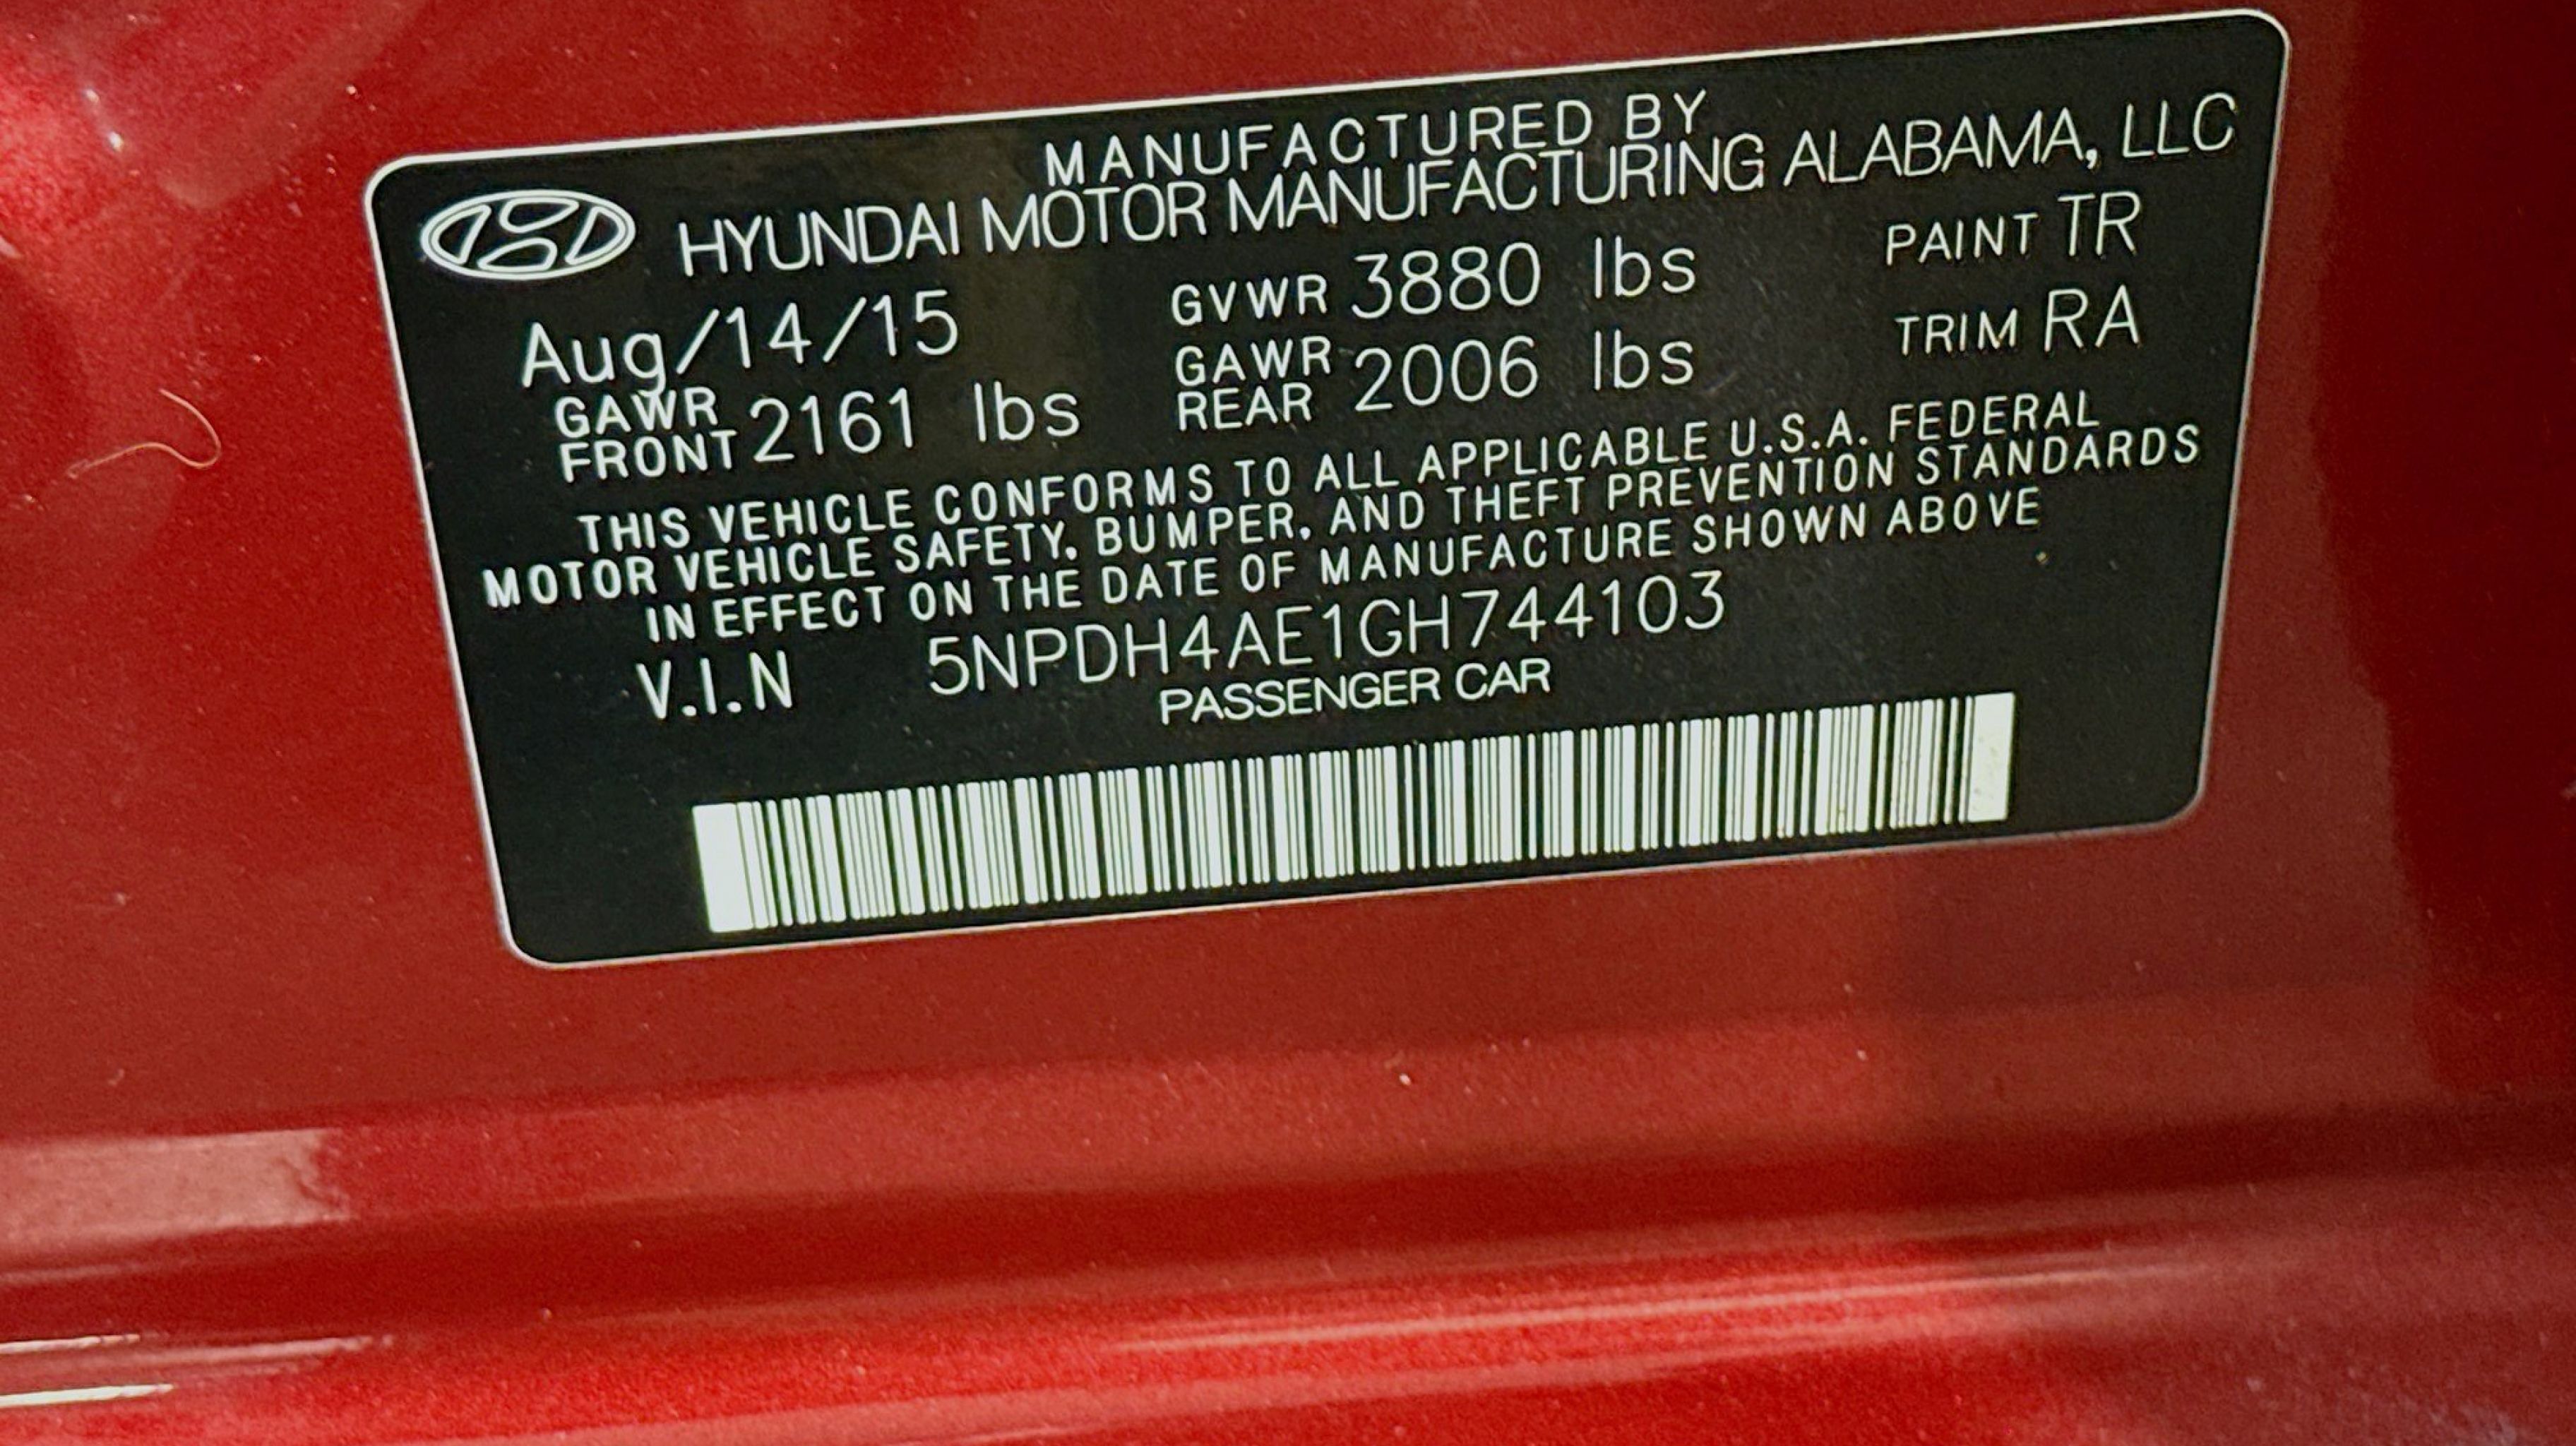 MANUFACTURED BY
HYUNDAI MOTOR MANUFACTURING ALABAMA, LLC
Aug/14/15 GVWR 3880 lbs PAINT TR
GAWR FRONT 2161 lbs GAWR REAR 2006 lbs TRIM RA
THIS VEHICLE CONFORMS TO ALL APPLICABLE U.S.A. FEDERAL
MOTOR VEHICLE SAFETY, BUMPER, AND THEFT PREVENTION STANDARDS
IN EFFECT ON THE DATE OF MANUFACTURE SHOWN ABOVE
V.I.N 5NPDH4AE1GH744103
PASSENGER CAR